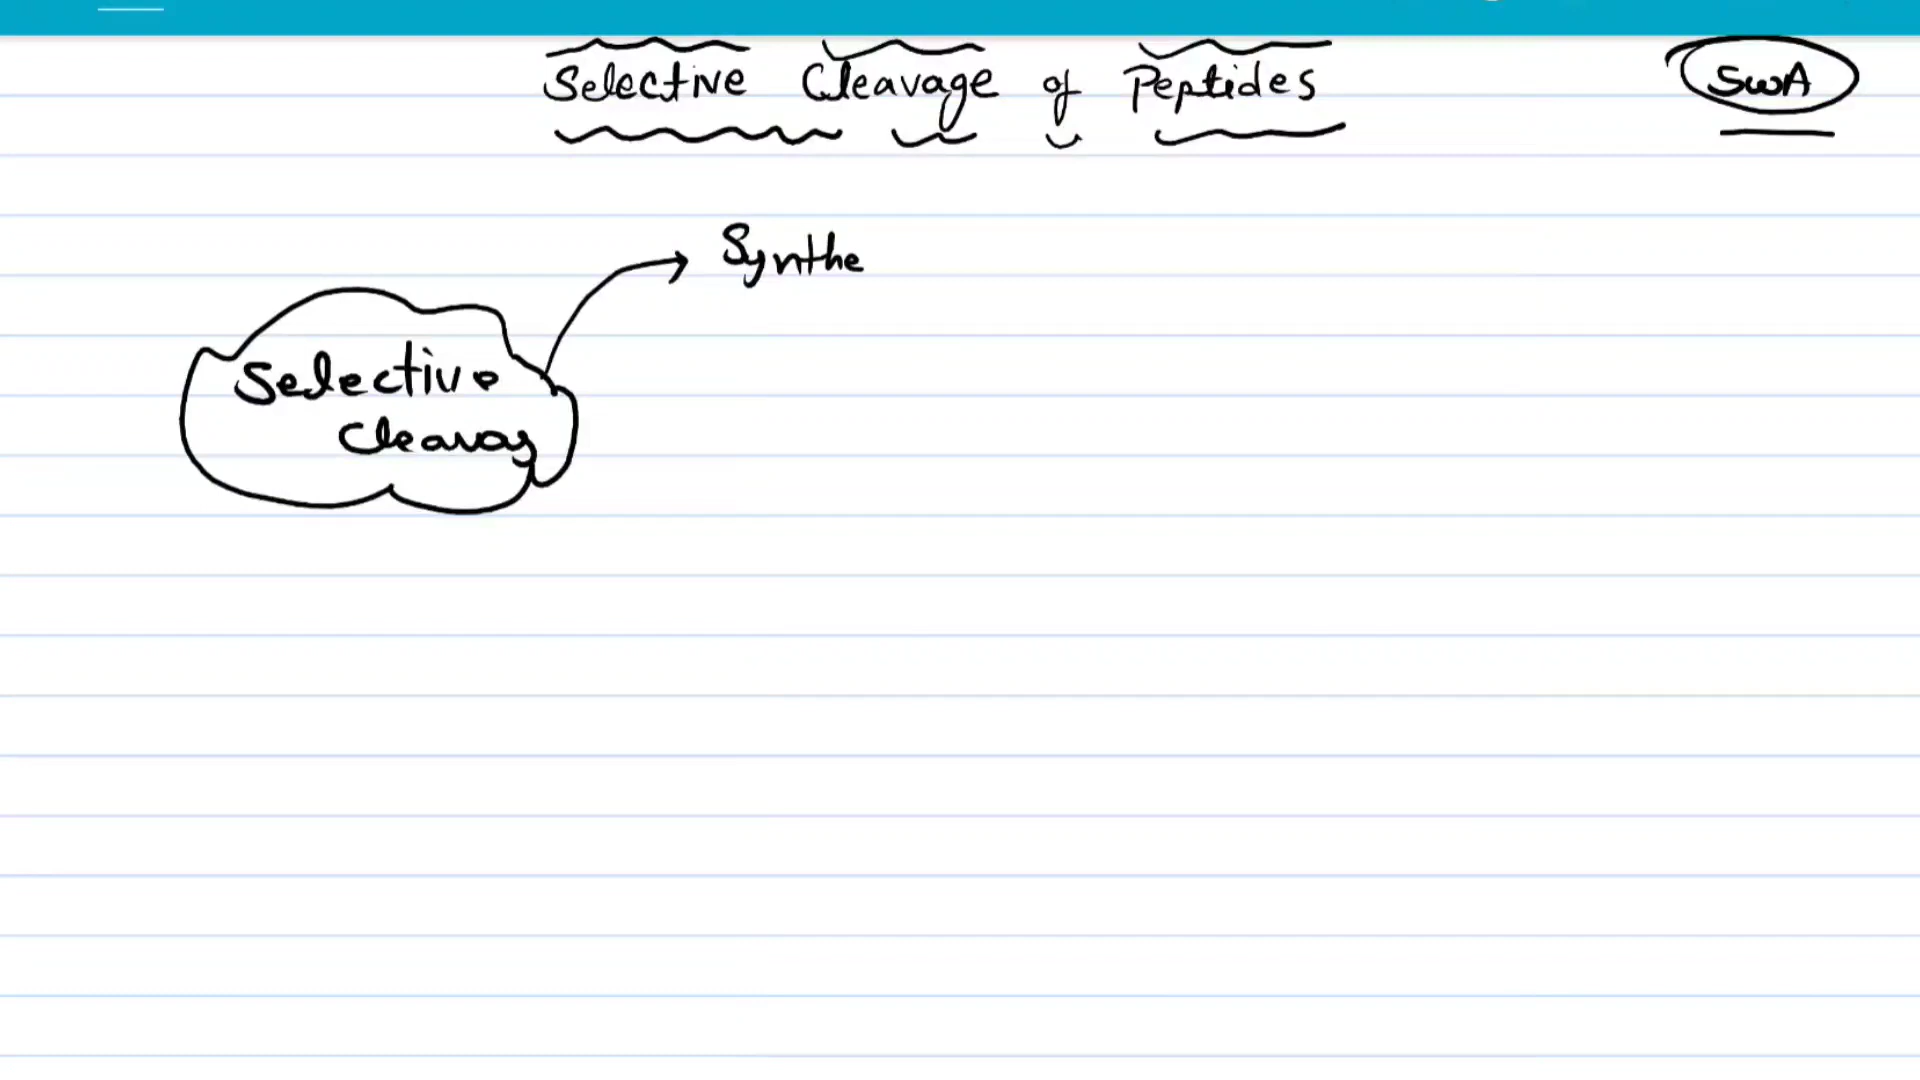 Selective Cleavage of Peptides
SWA
Synthe
Selective
Cleavag